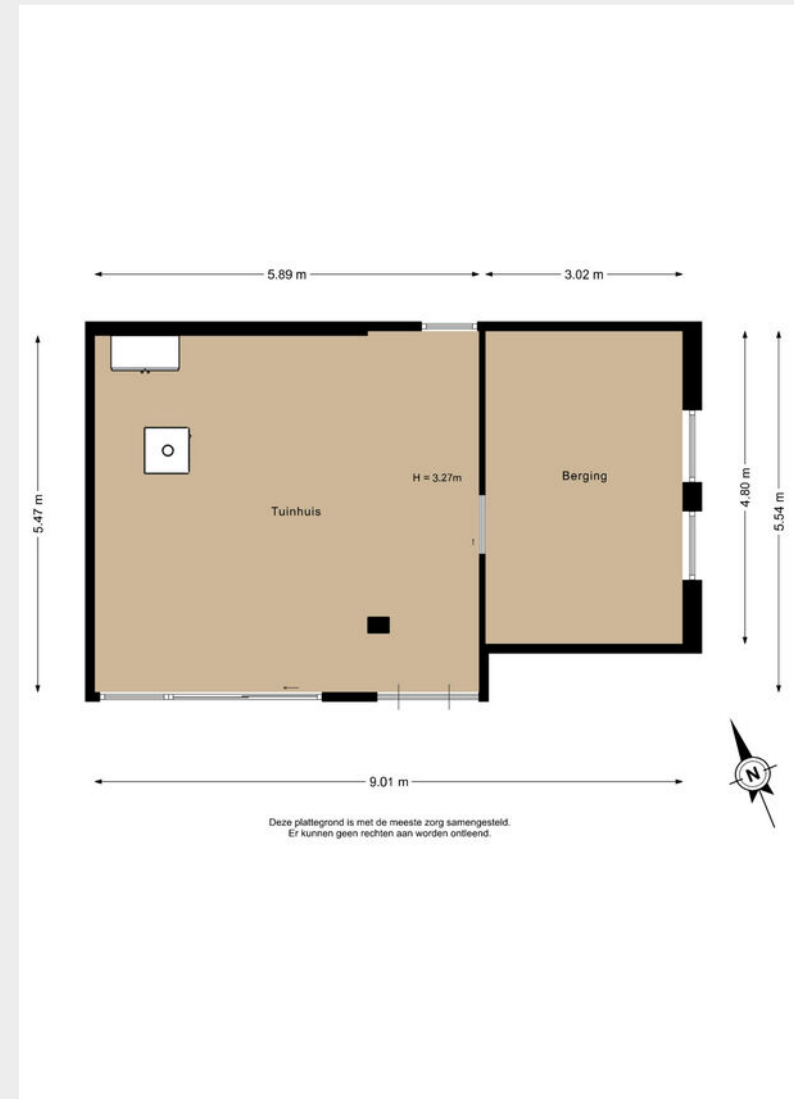 5.89 m
3.02 m
5.47 m
4.80 m
5.54 m
H = 3.27m
Berging
Tuinhuis
9.01 m
N
Deze plattegrond is met de meeste zorg samengesteld.
Er kunnen geen rechten aan worden ontleend.